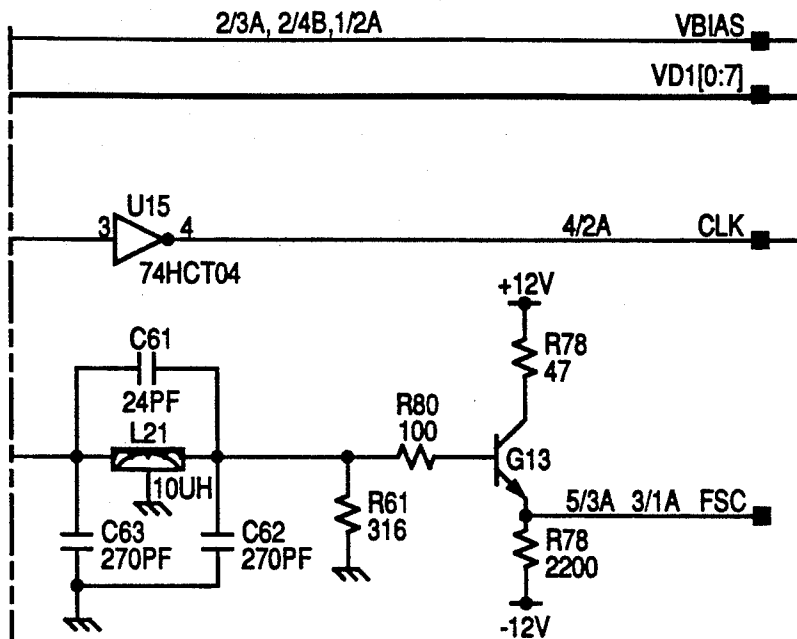 2/3A, 2/4B,1/2A VBIAS
VD1[0:7]
U15
3 4 4/2A CLK
74HCT04
+12V
C61
R78
47
24PF
R80
100
L21
G13
10UH
R61
316
5/3A 3/1A FSC
C63
270PF
C62
270PF
R78
2200
-12V